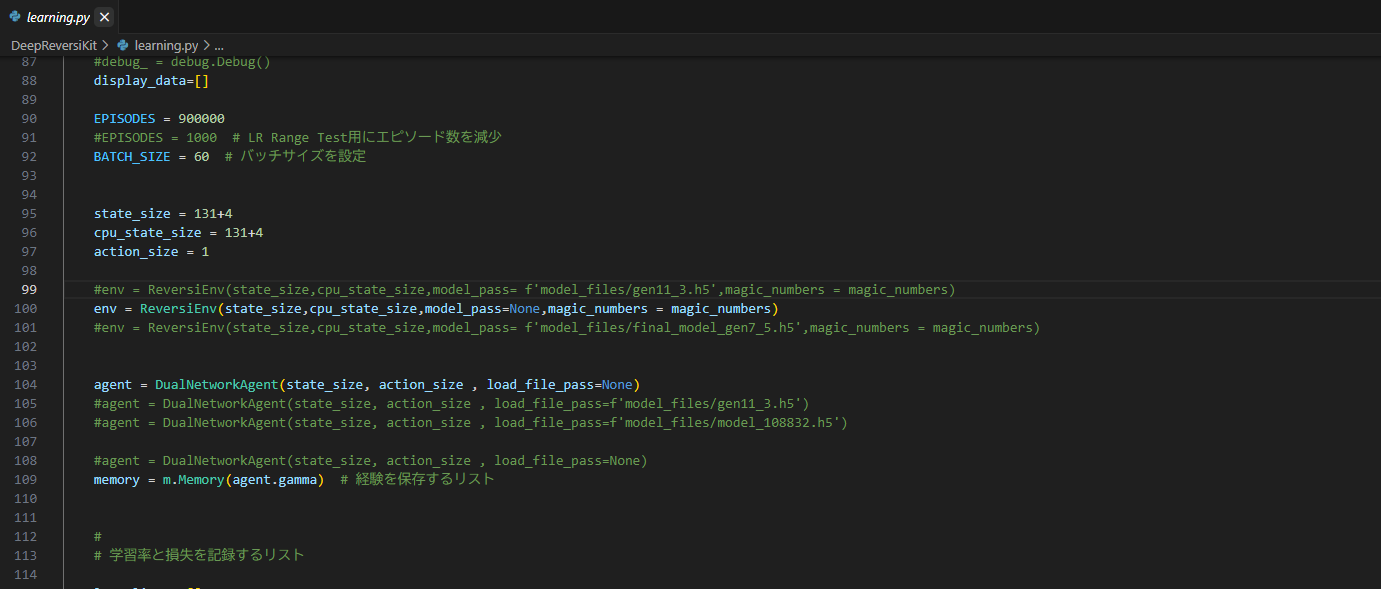 learning.py
DeepReversiKit > learning.py > ...
87 #debug_ = debug.Debug()
88 display_data=[]
89
90 EPISODES = 900000
91 #EPISODES = 1000  # LR Range Test用にエピソード数を減少
92 BATCH_SIZE = 60  # バッチサイズを設定
93
94
95 state_size = 131+4
96 cpu_state_size = 131+4
97 action_size = 1
98
99 #env = ReversiEnv(state_size,cpu_state_size,model_pass= f'model_files/gen11_3.h5',magic_numbers = magic_numbers)
100 env = ReversiEnv(state_size,cpu_state_size,model_pass=None,magic_numbers = magic_numbers)
101 #env = ReversiEnv(state_size,cpu_state_size,model_pass= f'model_files/final_model_gen7_5.h5',magic_numbers = magic_numbers)
102
103
104 agent = DualNetworkAgent(state_size, action_size , load_file_pass=None)
105 #agent = DualNetworkAgent(state_size, action_size , load_file_pass=f'model_files/gen11_3.h5')
106 #agent = DualNetworkAgent(state_size, action_size , load_file_pass=f'model_files/model_108832.h5')
107
108 #agent = DualNetworkAgent(state_size, action_size , load_file_pass=None)
109 memory = m.Memory(agent.gamma)  # 経験を保存するリスト
110
111
112 #
113 # 学習率と損失を記録するリスト
114